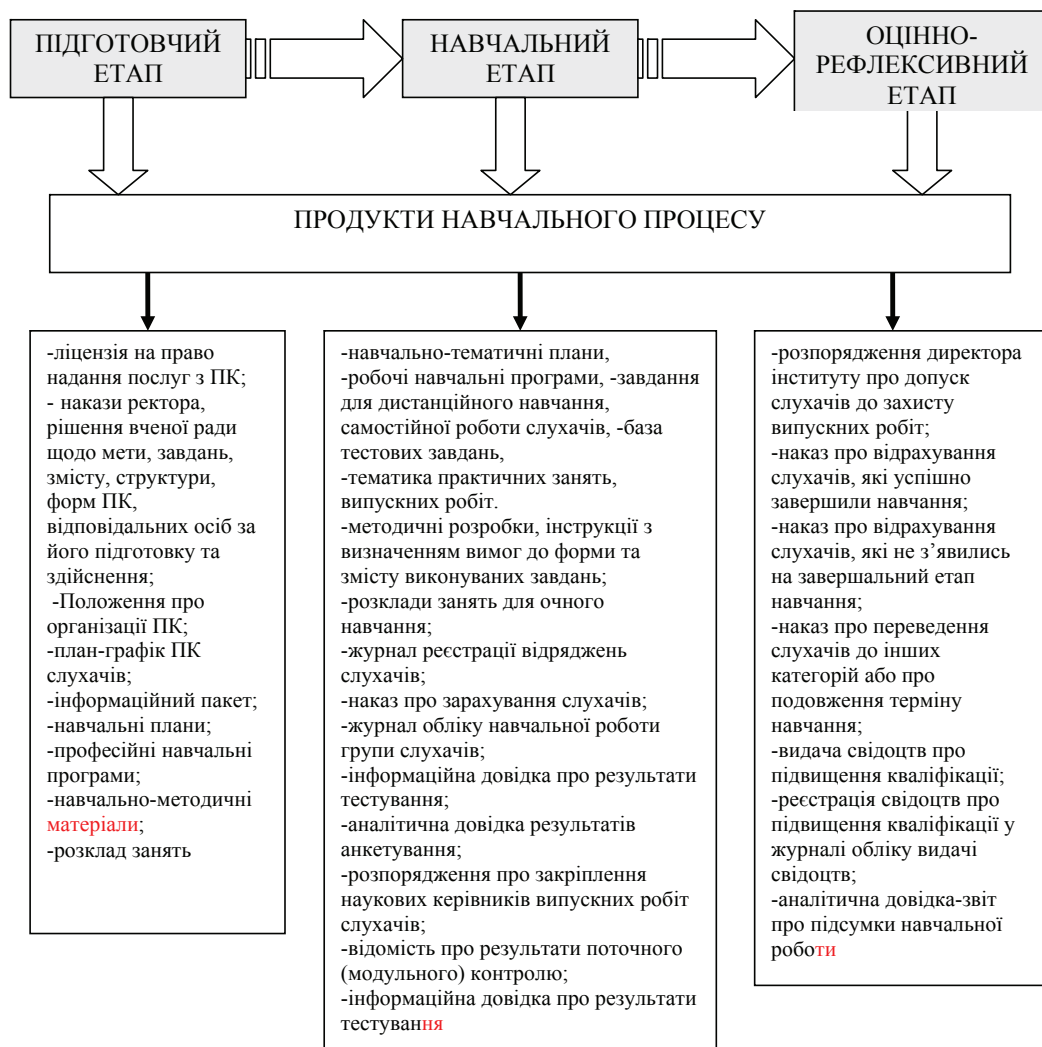 ПІДГОТОВЧИЙ
ЕТАП
НАВЧАЛЬНИЙ
ЕТАП
ОЦІННО-
РЕФЛЕКСИВНИЙ
ЕТАП
ПРОДУКТИ НАВЧАЛЬНОГО ПРОЦЕСУ
-ліцензія на право
надання послуг з ПК;
- накази ректора,
рішення вченої ради
щодо мети, завдань,
змісту, структури,
форм ПК,
відповідальних осіб за
його підготовку та
здійснення;
-Положення про
організації ПК;
-план-графік ПК
слухачів;
-інформаційний пакет;
-навчальні плани;
-професійні навчальні
програми;
-навчально-методичні
матеріали;
-розклад занять
-навчально-тематичні плани,
-робочі навчальні програми, -завдання
для дистанційного навчання,
самостійної роботи слухачів, -база
тестових завдань,
-тематика практичних занять,
випускних робіт.
-методичні розробки, інструкції з
визначенням вимог до форми та
змісту виконуваних завдань;
-розклади занять для очного
навчання;
-журнал реєстрації відряджень
слухачів;
-наказ про зарахування слухачів;
-журнал обліку навчальної роботи
групи слухачів;
-інформаційна довідка про результати
тестування;
-аналітична довідка результатів
анкетування;
-розпорядження про закріплення
наукових керівників випускних робіт
слухачів;
-відомість про результати поточного
(модульного) контролю;
-інформаційна довідка про результати
тестування
-розпорядження директора
інституту про допуск
слухачів до захисту
випускних робіт;
-наказ про відрахування
слухачів, які успішно
завершили навчання;
-наказ про відрахування
слухачів, які не з’явились
на завершальний етап
навчання;
-наказ про переведення
слухачів до інших
категорій або про
подовження терміну
навчання;
-видача свідоцтв про
підвищення кваліфікації;
-реєстрація свідоцтв про
підвищення кваліфікації у
журналі обліку видачі
свідоцтв;
-аналітична довідка-звіт
про підсумки навчальної
роботи